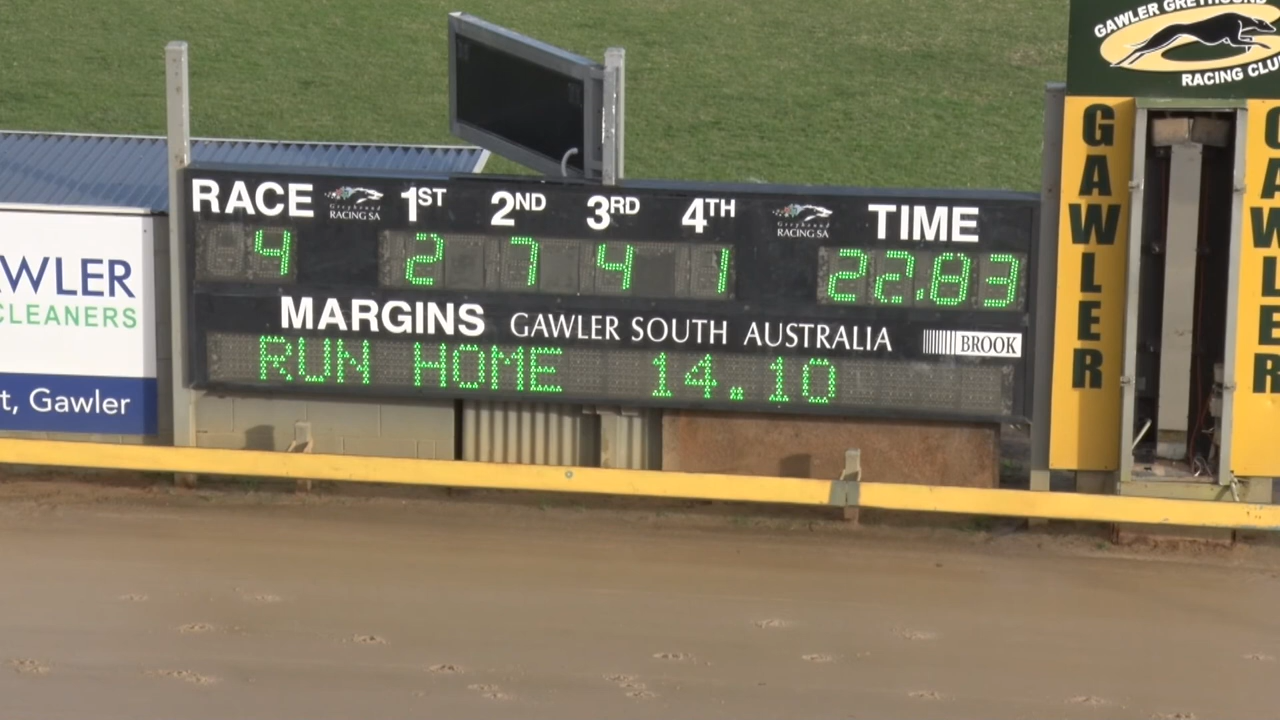 GAWLER GREYHOUND
RACING CLUB
GAWLER
GAWLER
RACE
Greyhound
RACING SA
1ST 2ND 3RD 4TH
Greyhound
RACING SA
TIME
4 2 7 4 1 22.83
MARGINS GAWLER SOUTH AUSTRALIA BROOK
RUN HOME 14.10
AWLER
CLEANERS
t, Gawler